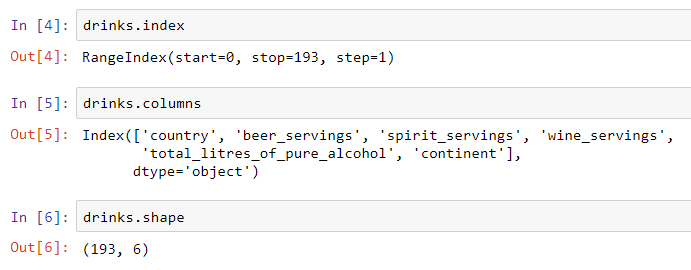 In [4]: drinks.index
Out[4]: RangeIndex(start=0, stop=193, step=1)
In [5]: drinks.columns
Out[5]: Index(['country', 'beer_servings', 'spirit_servings', 'wine_servings',
'total_litres_of_pure_alcohol', 'continent'],
dtype='object')
In [6]: drinks.shape
Out[6]: (193, 6)